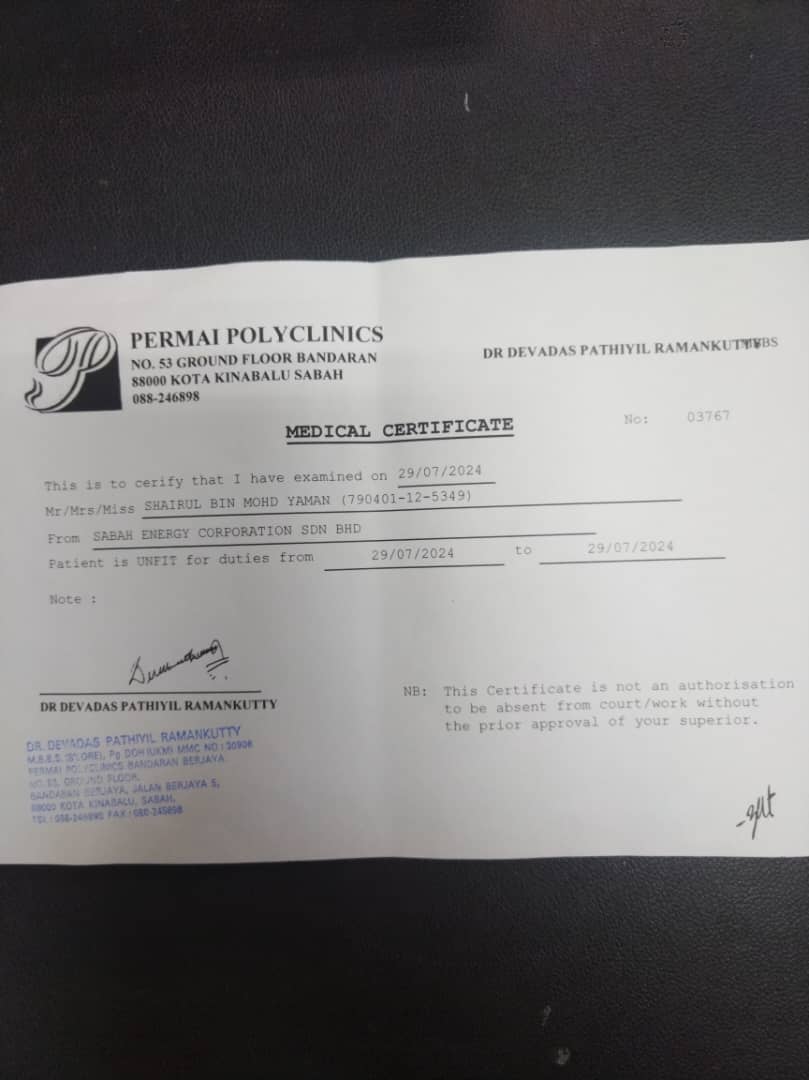 PERMAI POLYCLINICS
NO. 53 GROUND FLOOR BANDARAN
88000 KOTA KINABALU SABAH
088-246898
DR DEVADAS PATHIYIL RAMANKUTTY MBBS
MEDICAL CERTIFICATE
No: 03767
This is to cerify that I have examined on 29/07/2024
Mr/Mrs/Miss SHAIRUL BIN MOHD YAMAN (790401-12-5349)
From SABAH ENERGY CORPORATION SDN BHD
Patient is UNFIT for duties from 29/07/2024 to 29/07/2024
Note :
DR DEVADAS PATHIYIL RAMANKUTTY
NB: This Certificate is not an authorisation
to be absent from court/work without
the prior approval of your superior.
DR. DEVADAS PATHIYIL RAMANKUTTY
M.B.B.S. Pg DOH (UKM) MMC NO.: 30908
PERMAI POLYCLINICS BANDARAN BERJAYA
NO. 53, GROUND FLOOR,
BANDARAN BERJAYA, JALAN BERJAYA 5,
88000 KOTA KINABALU, SABAH,
TEL : 088-246898 FAX :